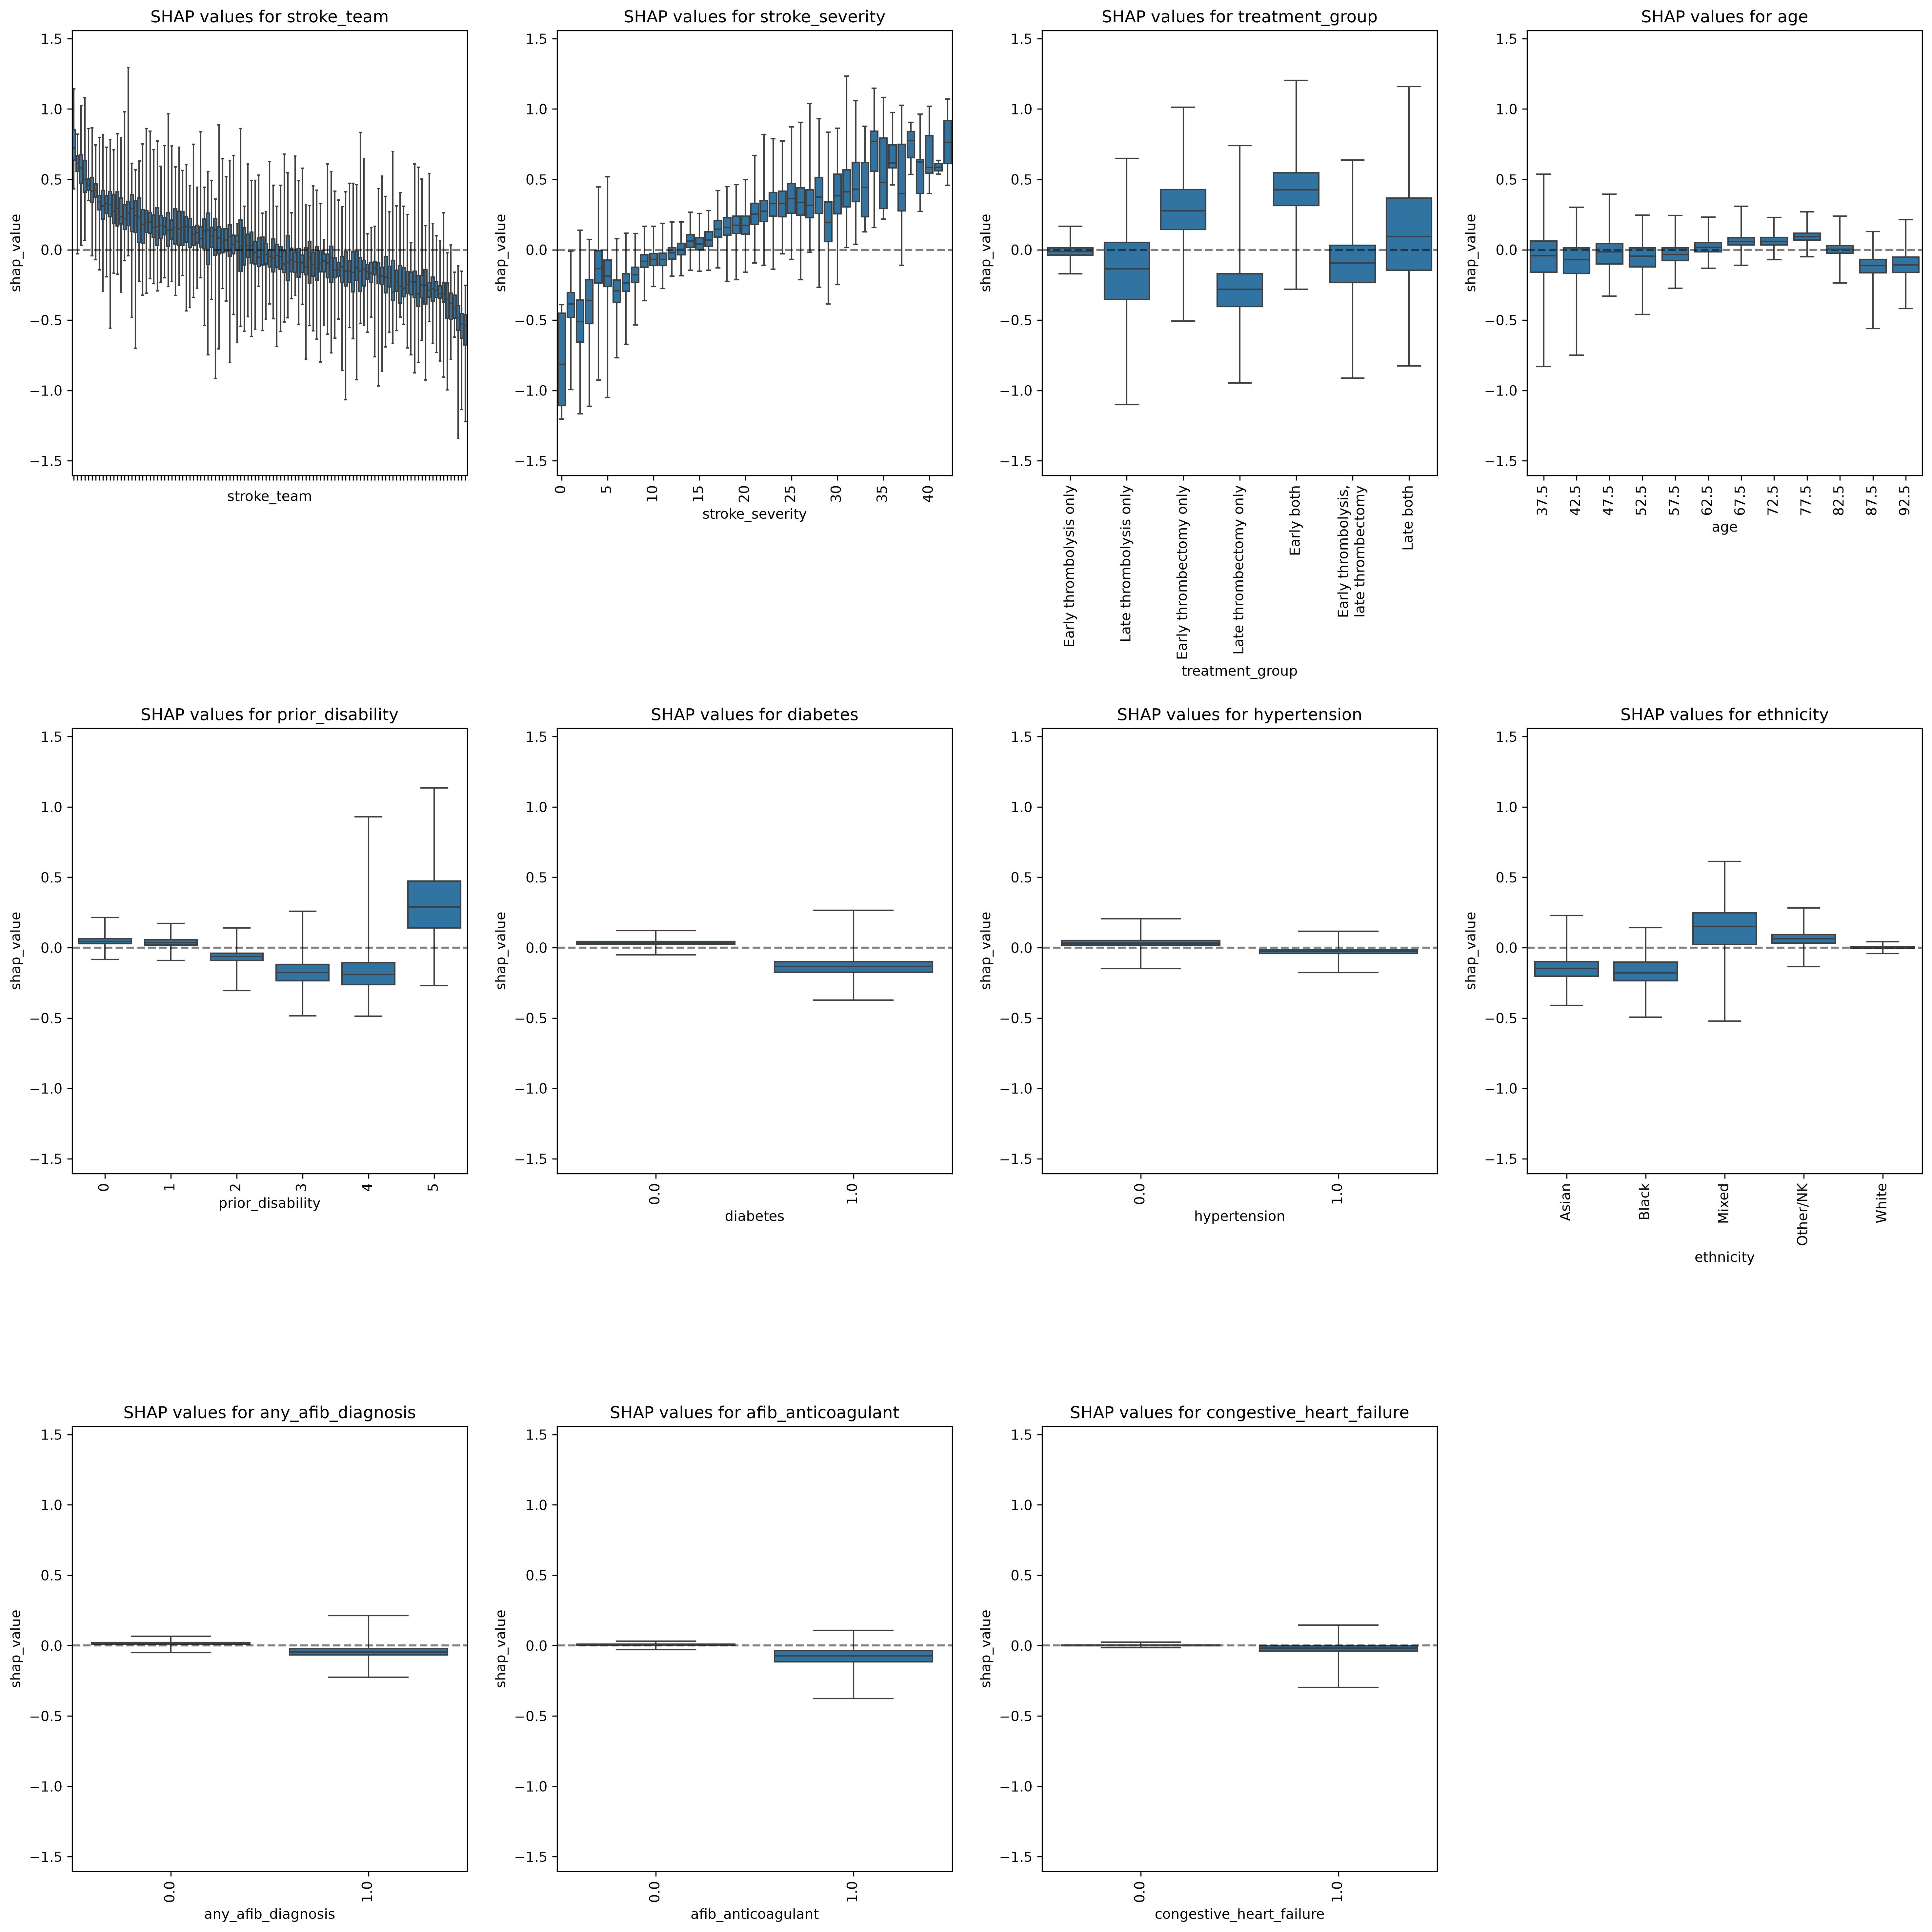 SHAP values for stroke_team
shap_value
1.5
1.0
0.5
0.0
−0.5
−1.0
−1.5
stroke_team
SHAP values for stroke_severity
shap_value
1.5
1.0
0.5
0.0
−0.5
−1.0
−1.5
0 5 10 15 20 25 30 35 40
stroke_severity
SHAP values for treatment_group
shap_value
1.5
1.0
0.5
0.0
−0.5
−1.0
−1.5
Early thrombolysis only
Late thrombolysis only
Early thrombectomy only
Late thrombectomy only
Early both
Early thrombolysis,
late thrombectomy
Late both
treatment_group
SHAP values for age
shap_value
1.5
1.0
0.5
0.0
−0.5
−1.0
−1.5
37.5 42.5 47.5 52.5 57.5 62.5 67.5 72.5 77.5 82.5 87.5 92.5
age
SHAP values for prior_disability
shap_value
1.5
1.0
0.5
0.0
−0.5
−1.0
−1.5
0 1 2 3 4 5
prior_disability
SHAP values for diabetes
shap_value
1.5
1.0
0.5
0.0
−0.5
−1.0
−1.5
0.0 1.0
diabetes
SHAP values for hypertension
shap_value
1.5
1.0
0.5
0.0
−0.5
−1.0
−1.5
0.0 1.0
hypertension
SHAP values for ethnicity
shap_value
1.5
1.0
0.5
0.0
−0.5
−1.0
−1.5
Asian
Black
Mixed
Other/NK
White
ethnicity
SHAP values for any_afib_diagnosis
shap_value
1.5
1.0
0.5
0.0
−0.5
−1.0
−1.5
0.0 1.0
any_afib_diagnosis
SHAP values for afib_anticoagulant
shap_value
1.5
1.0
0.5
0.0
−0.5
−1.0
−1.5
0.0 1.0
afib_anticoagulant
SHAP values for congestive_heart_failure
shap_value
1.5
1.0
0.5
0.0
−0.5
−1.0
−1.5
0.0 1.0
congestive_heart_failure